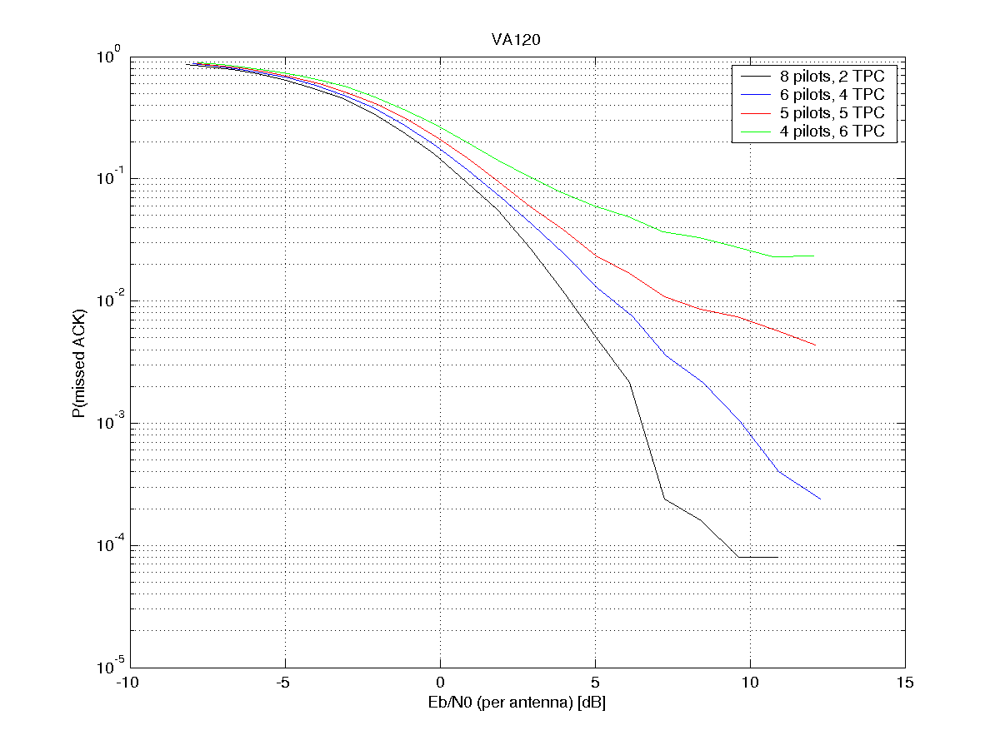 VA120
8 pilots, 2 TPC
6 pilots, 4 TPC
5 pilots, 5 TPC
4 pilots, 6 TPC
P(missed ACK)
10^0
10^-1
10^-2
10^-3
10^-4
10^-5
-10 -5 0 5 10 15
Eb/N0 (per antenna) [dB]